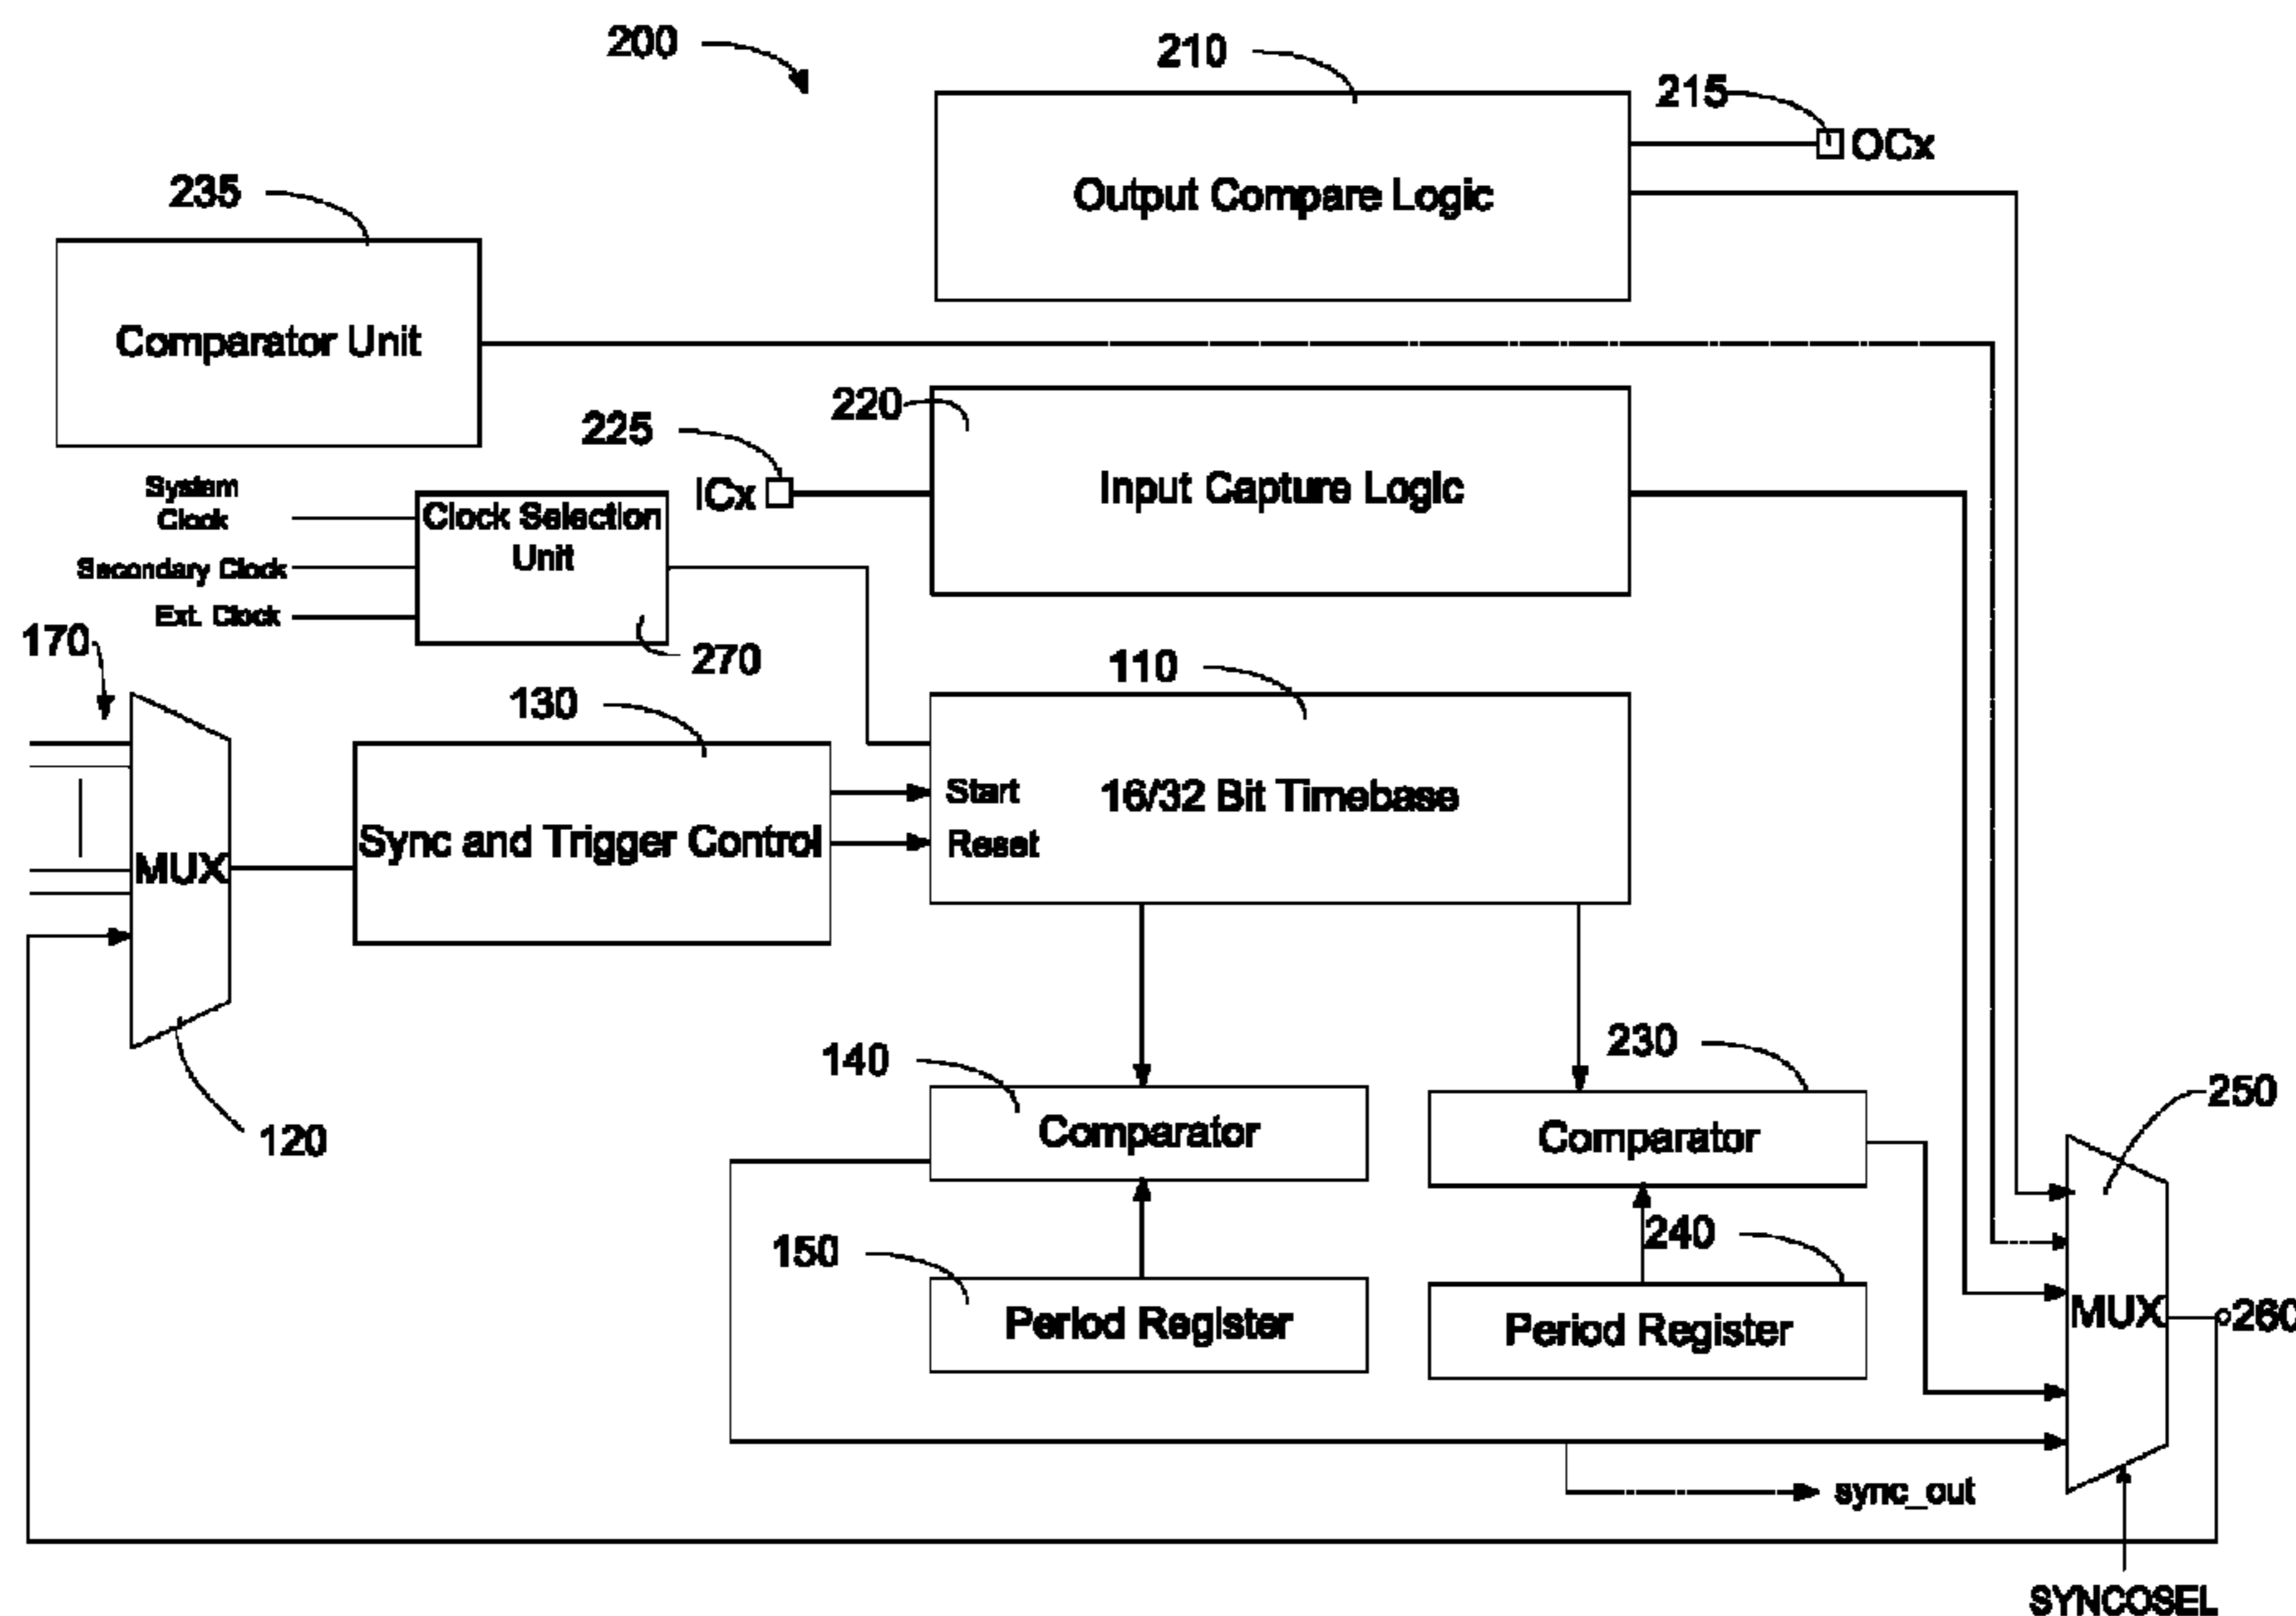 200
210
215
OCx
Output Compare Logic
235
Comparator Unit
220
225
ICx
Input Capture Logic
System
Clock
Clock Selection
Unit
Secondary Clock
Ext. Clock
270
170
110
130
Start
16/32 Bit Timebase
Sync and Trigger Control
Reset
MUX
120
140
230
250
Comparator
Comparator
150
240
Period Register
Period Register
MUX
260
sync_out
SYNCOSEL